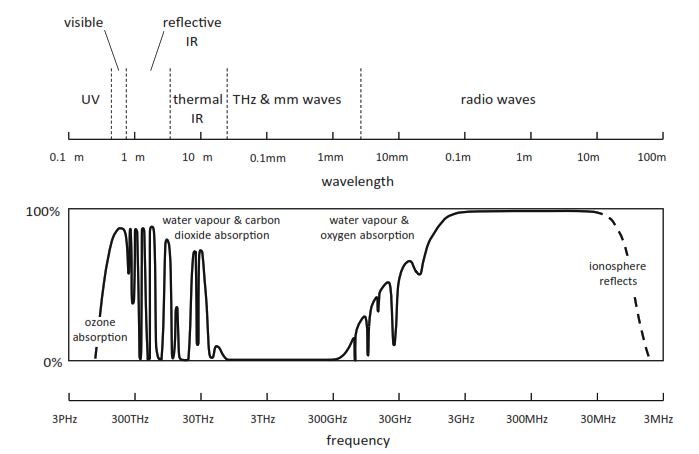 visible reflective
IR
UV thermal THz & mm waves radio waves
IR
0.1 m 1 m 10 m 0.1mm 1mm 10mm 0.1m 1m 10m 100m
wavelength
100%
water vapour & carbon
dioxide absorption
water vapour &
oxygen absorption
ionosphere
reflects
ozone
absorption
0%
3PHz 300THz 30THz 3THz 300GHz 30GHz 3GHz 300MHz 30MHz 3MHz
frequency